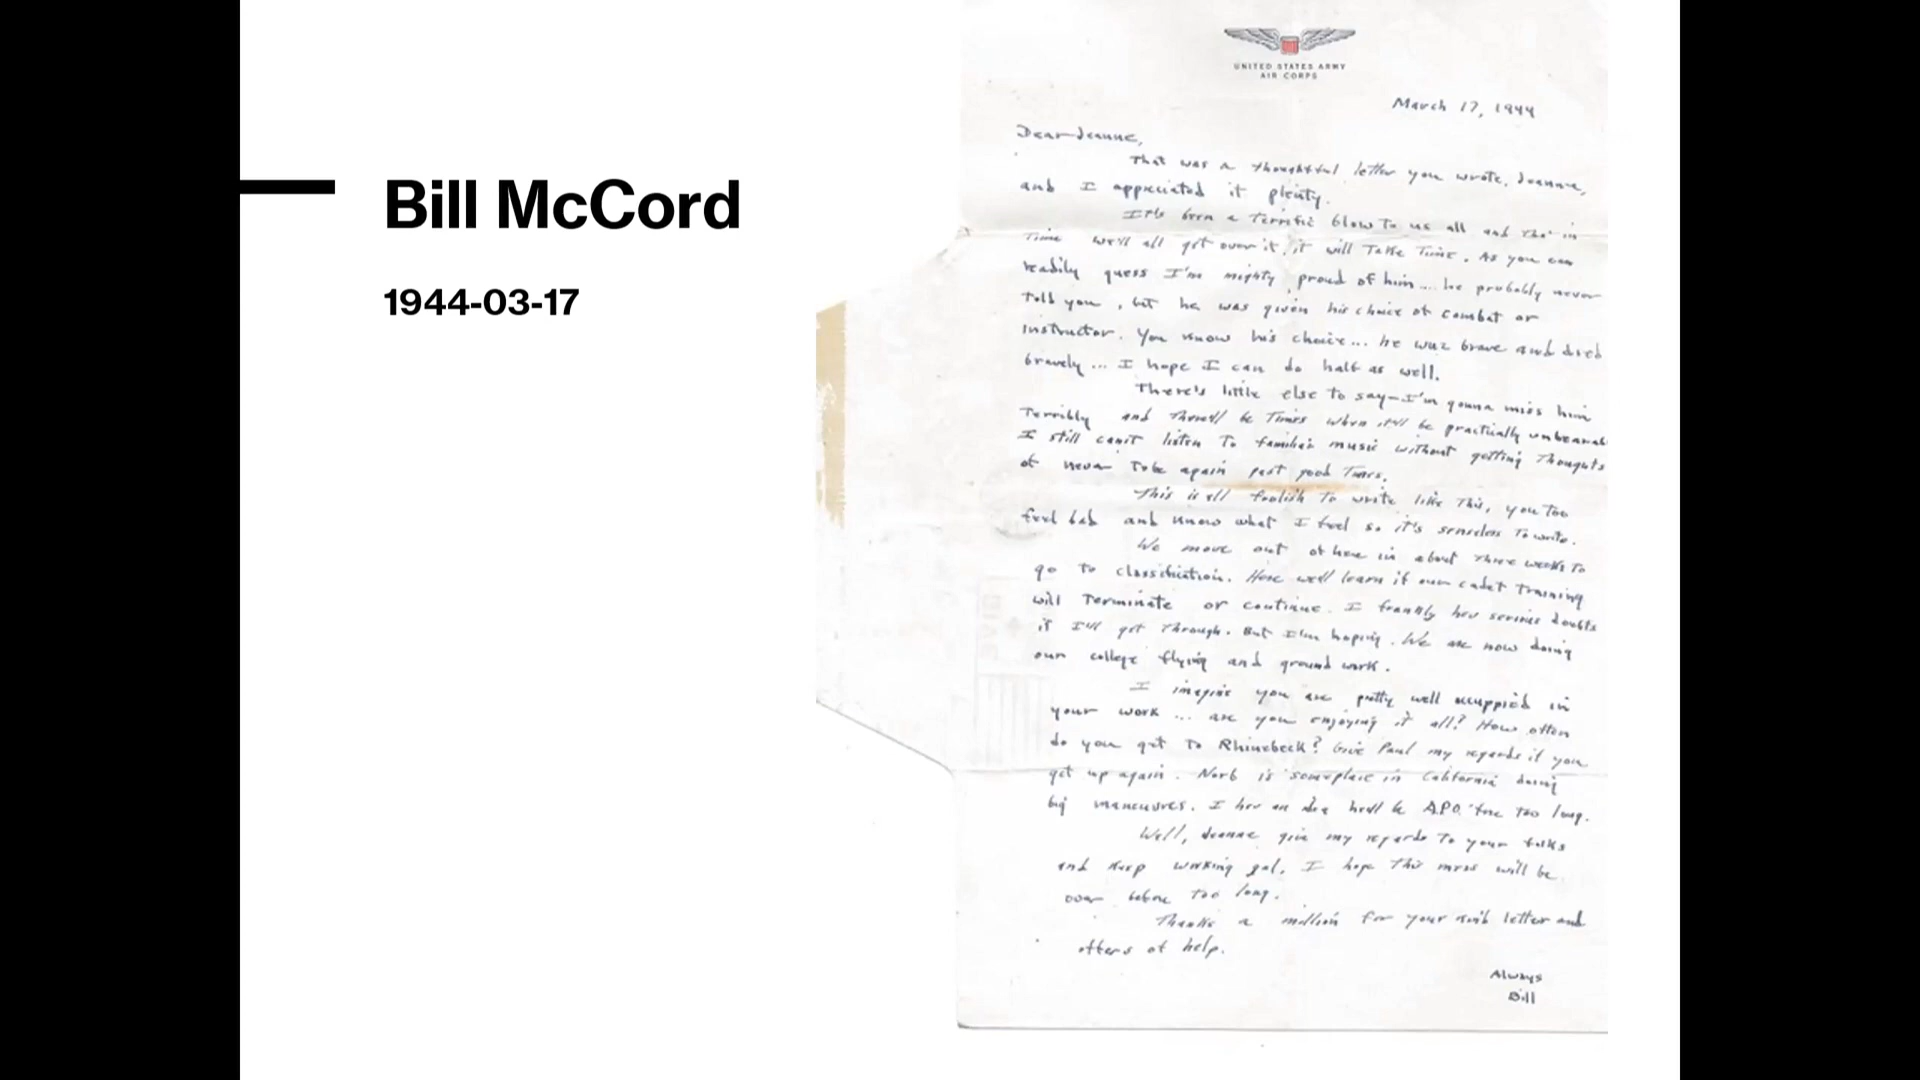 Bill McCord
1944-03-17
UNITED STATES ARMY
AIR CORPS
March 17, 1944
Dear Jeanne,
That was a thoughtful letter you wrote, Jeanne,
and I appreciated it plenty.
It's been a terrific blow to us all and tho' in
time we'll all get over it, it will take time. As you can
readily guess I'm mighty proud of him... he probably never
told you, but he was given his choice of combat or
instructor. You know his choice... he wuz brave and died
bravely... I hope I can do half as well.
There's little else to say—I'm gonna miss him
terribly and there'll be times when it'll be practically unbearabl
I still can't listen to familiar music without getting thoughts
of never to be again past good times.
This is all foolish to write like this, you too
feel bad and know what I feel so it's senseless to write.
We move out of here in about three weeks to
go to classification. Here we'll learn if our cadet training
will terminate or continue. I frankly hev serious doubts
if I'll get through. But I'm hoping. We are now doing
our college flying and ground work.
I imagine you are pretty well occuppied in
your work... are you enjoying it all? How often
do you get to Rhinebeck? Give Paul my regards if you
get up again. Norb is someplace in California doing
big maneuvres. I hev an idea he'll be A.P.O. 'fore too long.
Well, Jeanne give my regards to your folks
and keep working gal. I hope this mess will be
over before too long.
Thanks a million for your letter and
offers of help.
Always
Bill